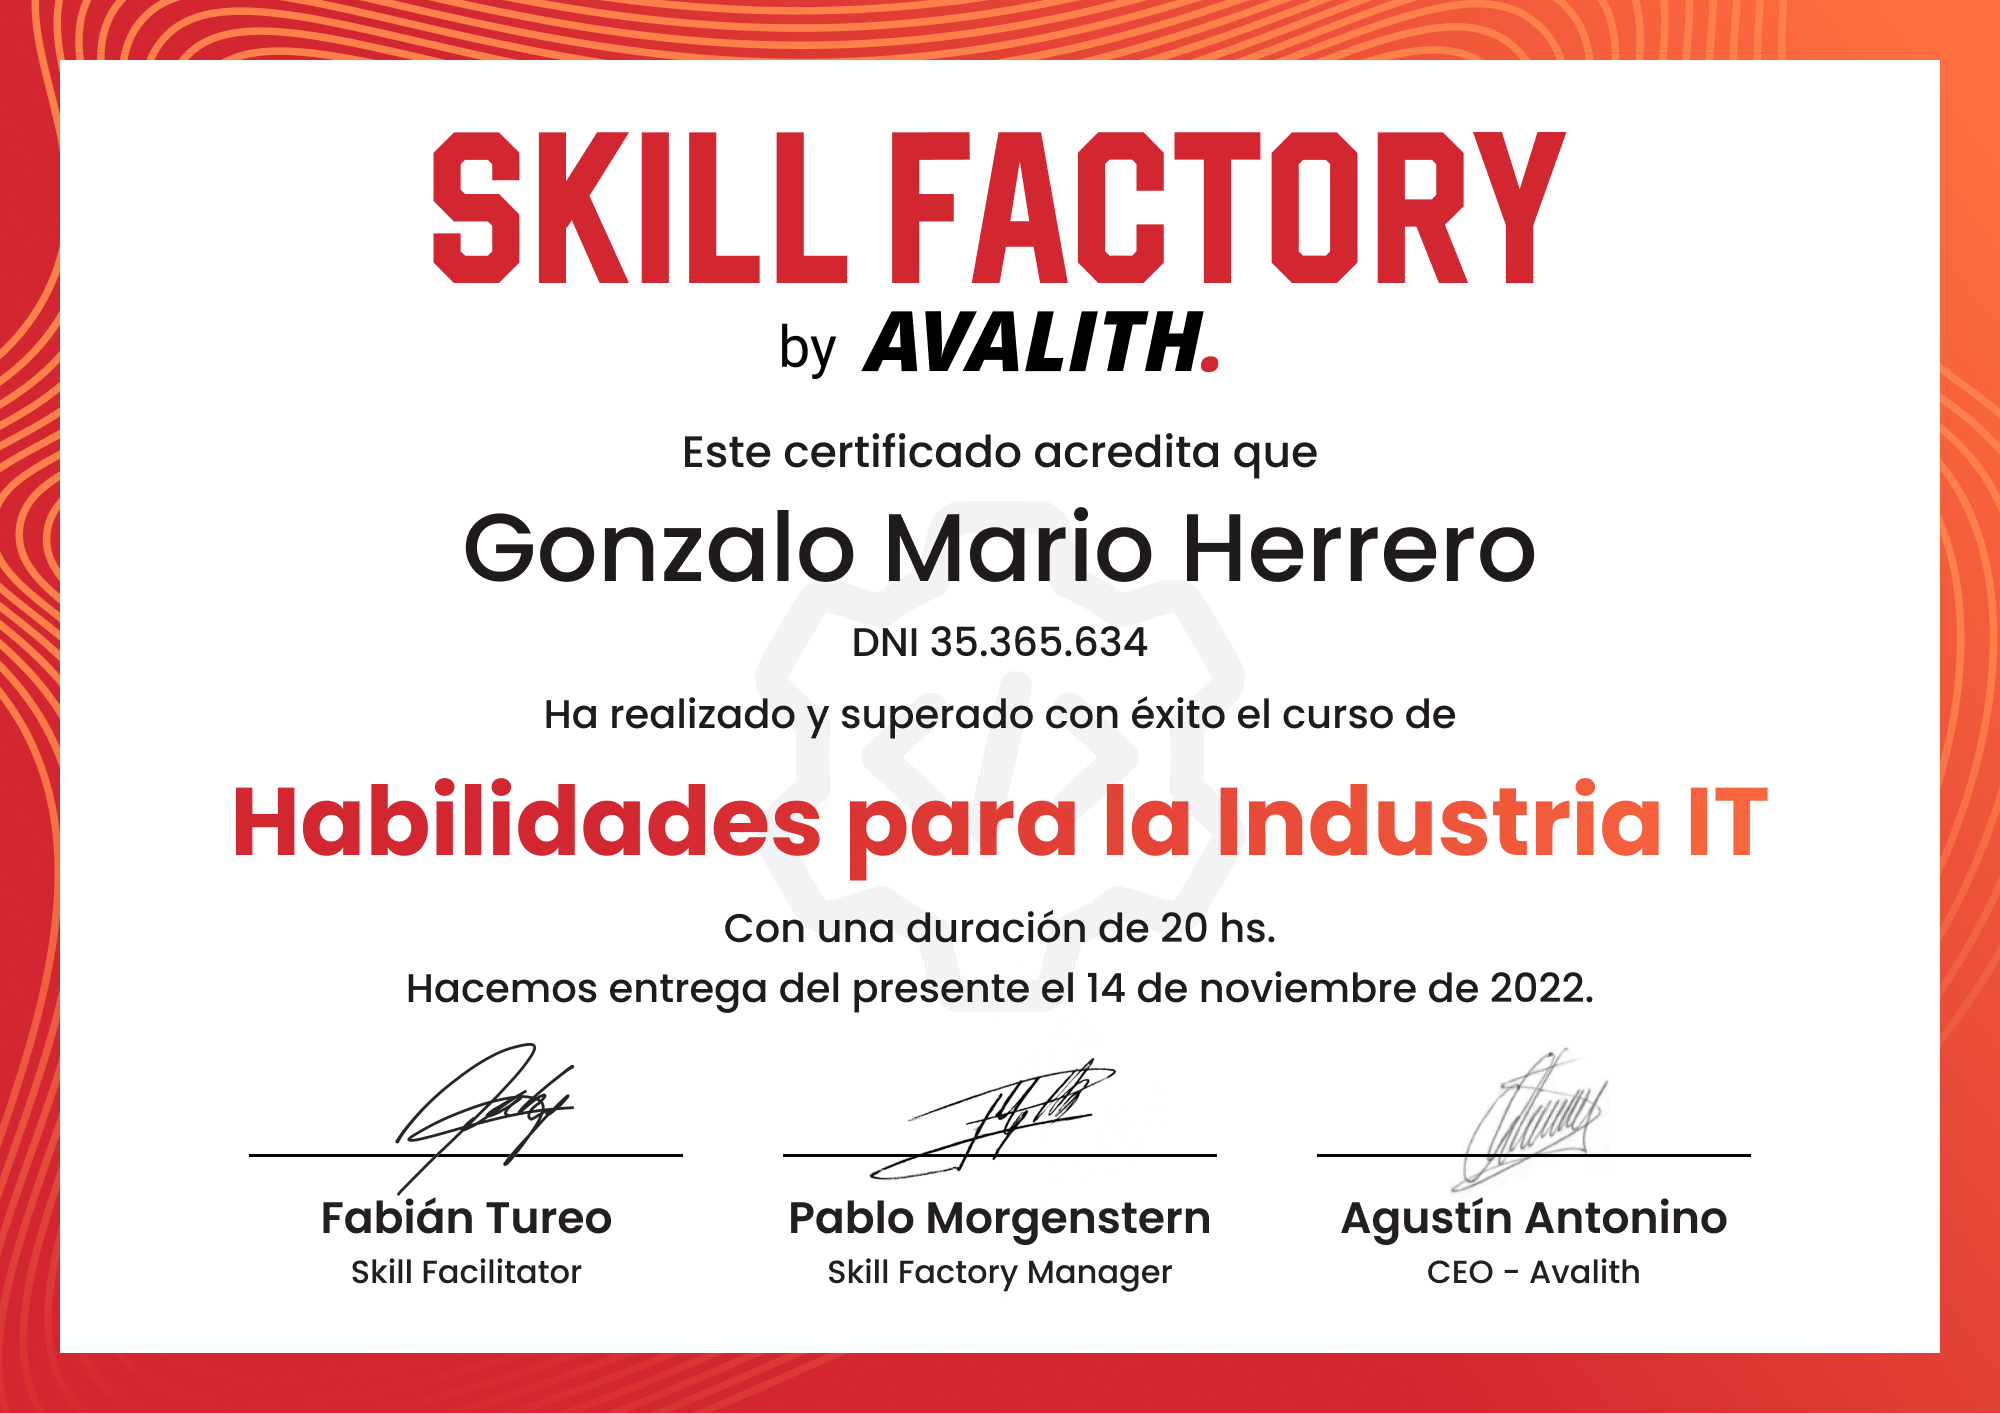 SKILL FACTORY
by AVALITH.
Este certificado acredita que
Gonzalo Mario Herrero
DNI 35.365.634
Ha realizado y superado con éxito el curso de
Habilidades para la Industria IT
Con una duración de 20 hs.
Hacemos entrega del presente el 14 de noviembre de 2022.
Fabián Tureo
Skill Facilitator
Pablo Morgenstern
Skill Factory Manager
Agustín Antonino
CEO - Avalith